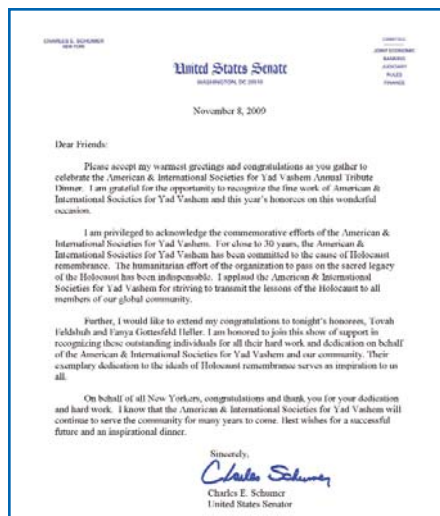 CHARLES E. SCHUMER
NEW YORK
COMMITTEES:
JOINT ECONOMIC
BANKING
JUDICIARY
RULES
FINANCE
United States Senate
WASHINGTON, DC 20510
November 8, 2009
Dear Friends:
Please accept my warmest greetings and congratulations as you gather to
celebrate the American & International Societies for Yad Vashem Annual Tribute
Dinner. I am grateful for the opportunity to recognize the fine work of American &
International Societies for Yad Vashem and this year's honorees on this wonderful
occasion.
I am privileged to acknowledge the commemorative efforts of the American &
International Societies for Yad Vashem. For close to 30 years, the American &
International Societies for Yad Vashem has been committed to the cause of Holocaust
remembrance. The humanitarian effort of the organization to pass on the sacred legacy
of the Holocaust has been indispensable. I applaud the American & International
Societies for Yad Vashem for striving to transmit the lessons of the Holocaust to all
members of our global community.
Further, I would like to extend my congratulations to tonight's honorees, Tovah
Feldshuh and Fanya Gottesfeld Heller. I am honored to join this show of support in
recognizing these outstanding individuals for all their hard work and dedication on behalf
of the American & International Societies for Yad Vashem and our community. Their
exemplary dedication to the ideals of Holocaust remembrance serves as inspiration to us
all.
On behalf of all New Yorkers, congratulations and thank you for your dedication
and hard work. I know that the American & International Societies for Yad Vashem will
continue to serve the community for many years to come. Best wishes for a successful
future and an inspirational dinner.
Sincerely,
Charles Schumer
Charles E. Schumer
United States Senator